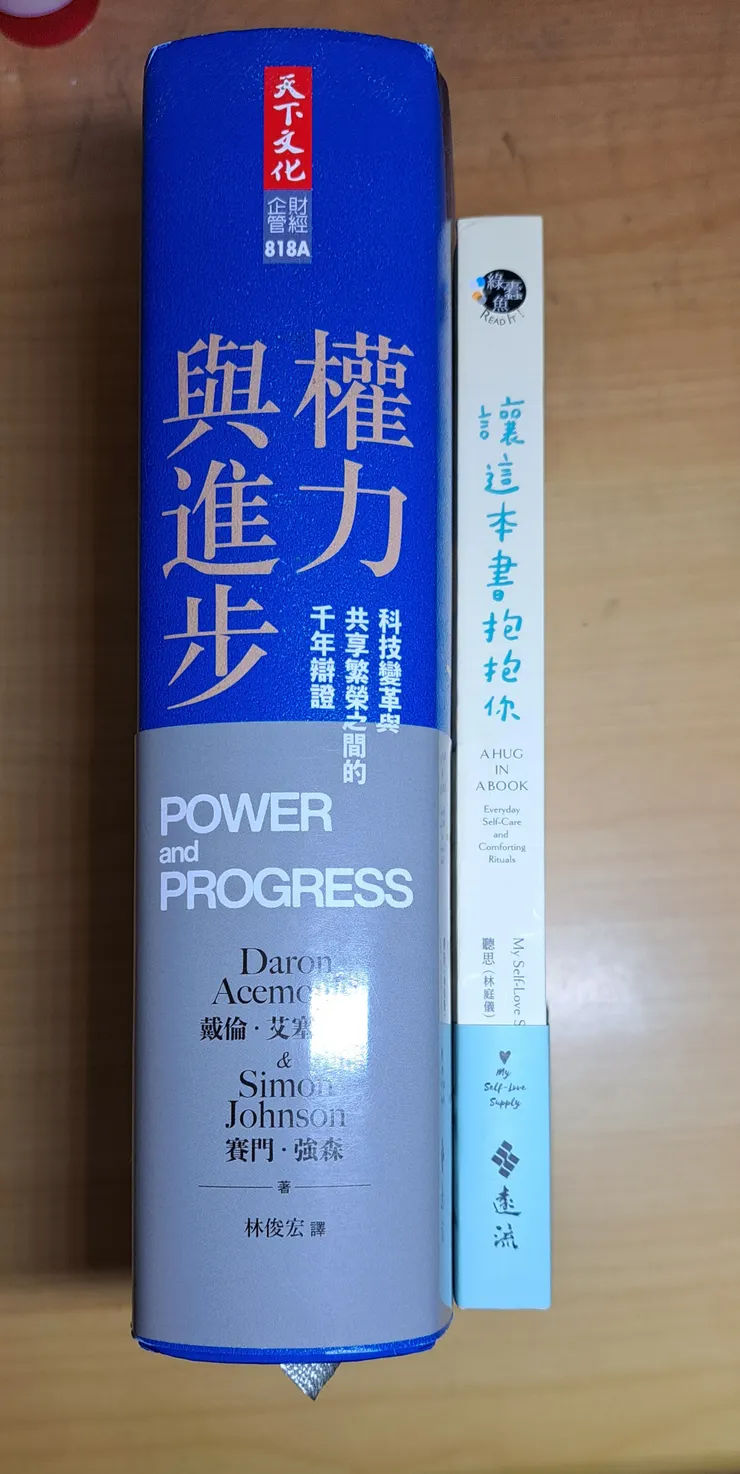 天下文化
財經
企管
818A
權力
與進步
科技變革與
共享繁榮之間的
千年辯證
POWER
and
PROGRESS
Daron
戴倫·艾塞
&
Simon
Johnson
賽門·強森
著
林俊宏 譯
綠蠹魚
READ IT!
讓這本書抱抱你
A HUG
IN
A BOOK
Everyday
Self-Care
and
Comforting
Rituals
My Self-Love
聽思(林庭儀)
My
Self-Love
Supply
遠流